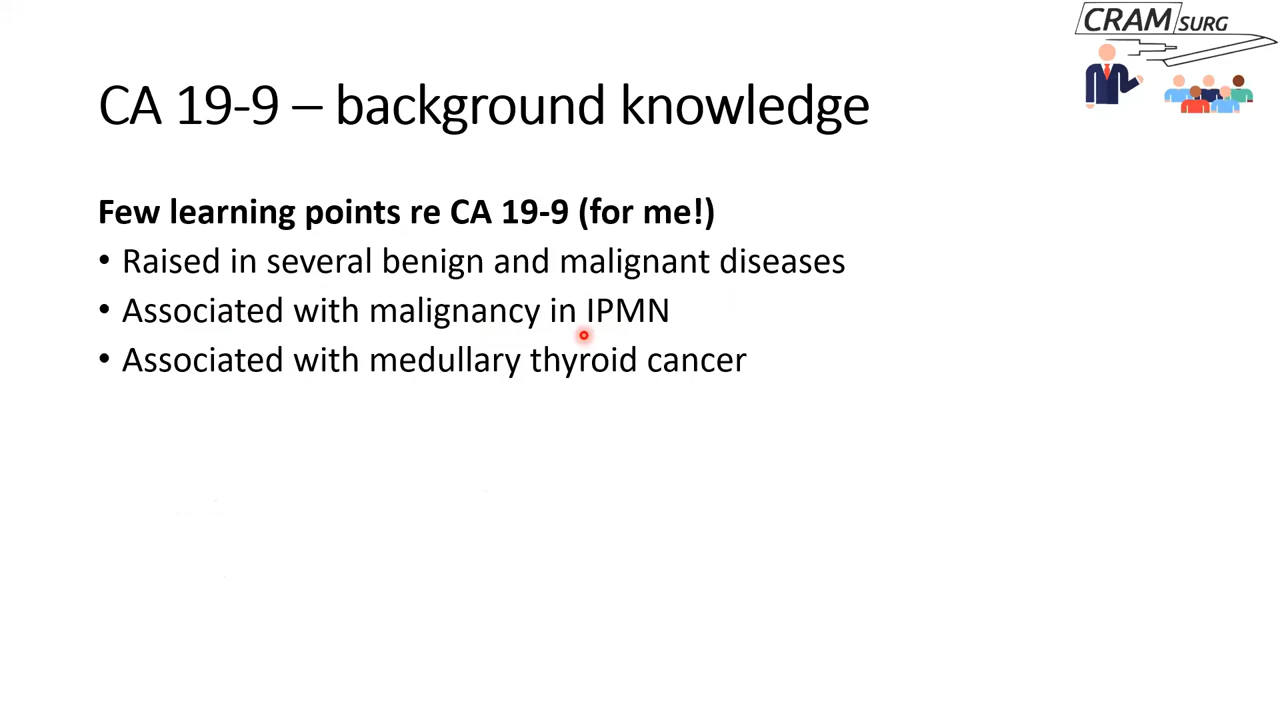 CRAM SURG
CA 19-9 – background knowledge
Few learning points re CA 19-9 (for me!)
• Raised in several benign and malignant diseases
• Associated with malignancy in IPMN
• Associated with medullary thyroid cancer